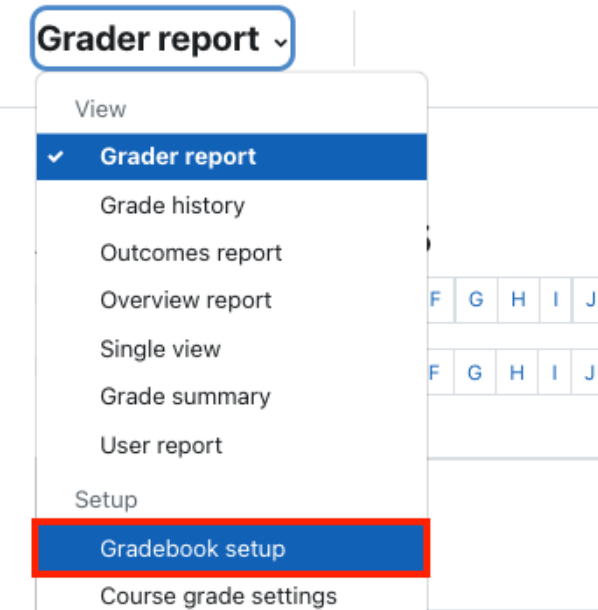 Grader report
View
Grader report
Grade history
Outcomes report
Overview report
F G H I J
Single view
F G H I J
Grade summary
User report
Setup
Gradebook setup
Course grade settings